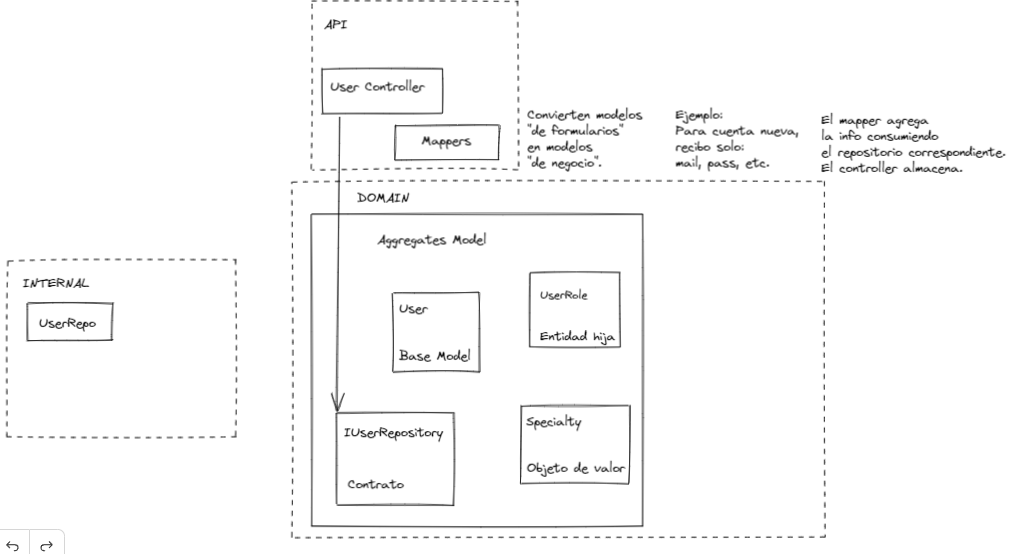 API
User Controller
Mappers
Convierten modelos
"de formularios"
en modelos
"de negocio".
Ejemplo:
Para cuenta nueva,
recibo solo:
mail, pass, etc.
El mapper agrega
la info consumiendo
el repositorio correspondiente.
El controller almacena.
DOMAIN
Aggregates Model
User
Base Model
UserRole
Entidad hija
IUserRepository
Contrato
Specialty
Objeto de valor
INTERNAL
UserRepo